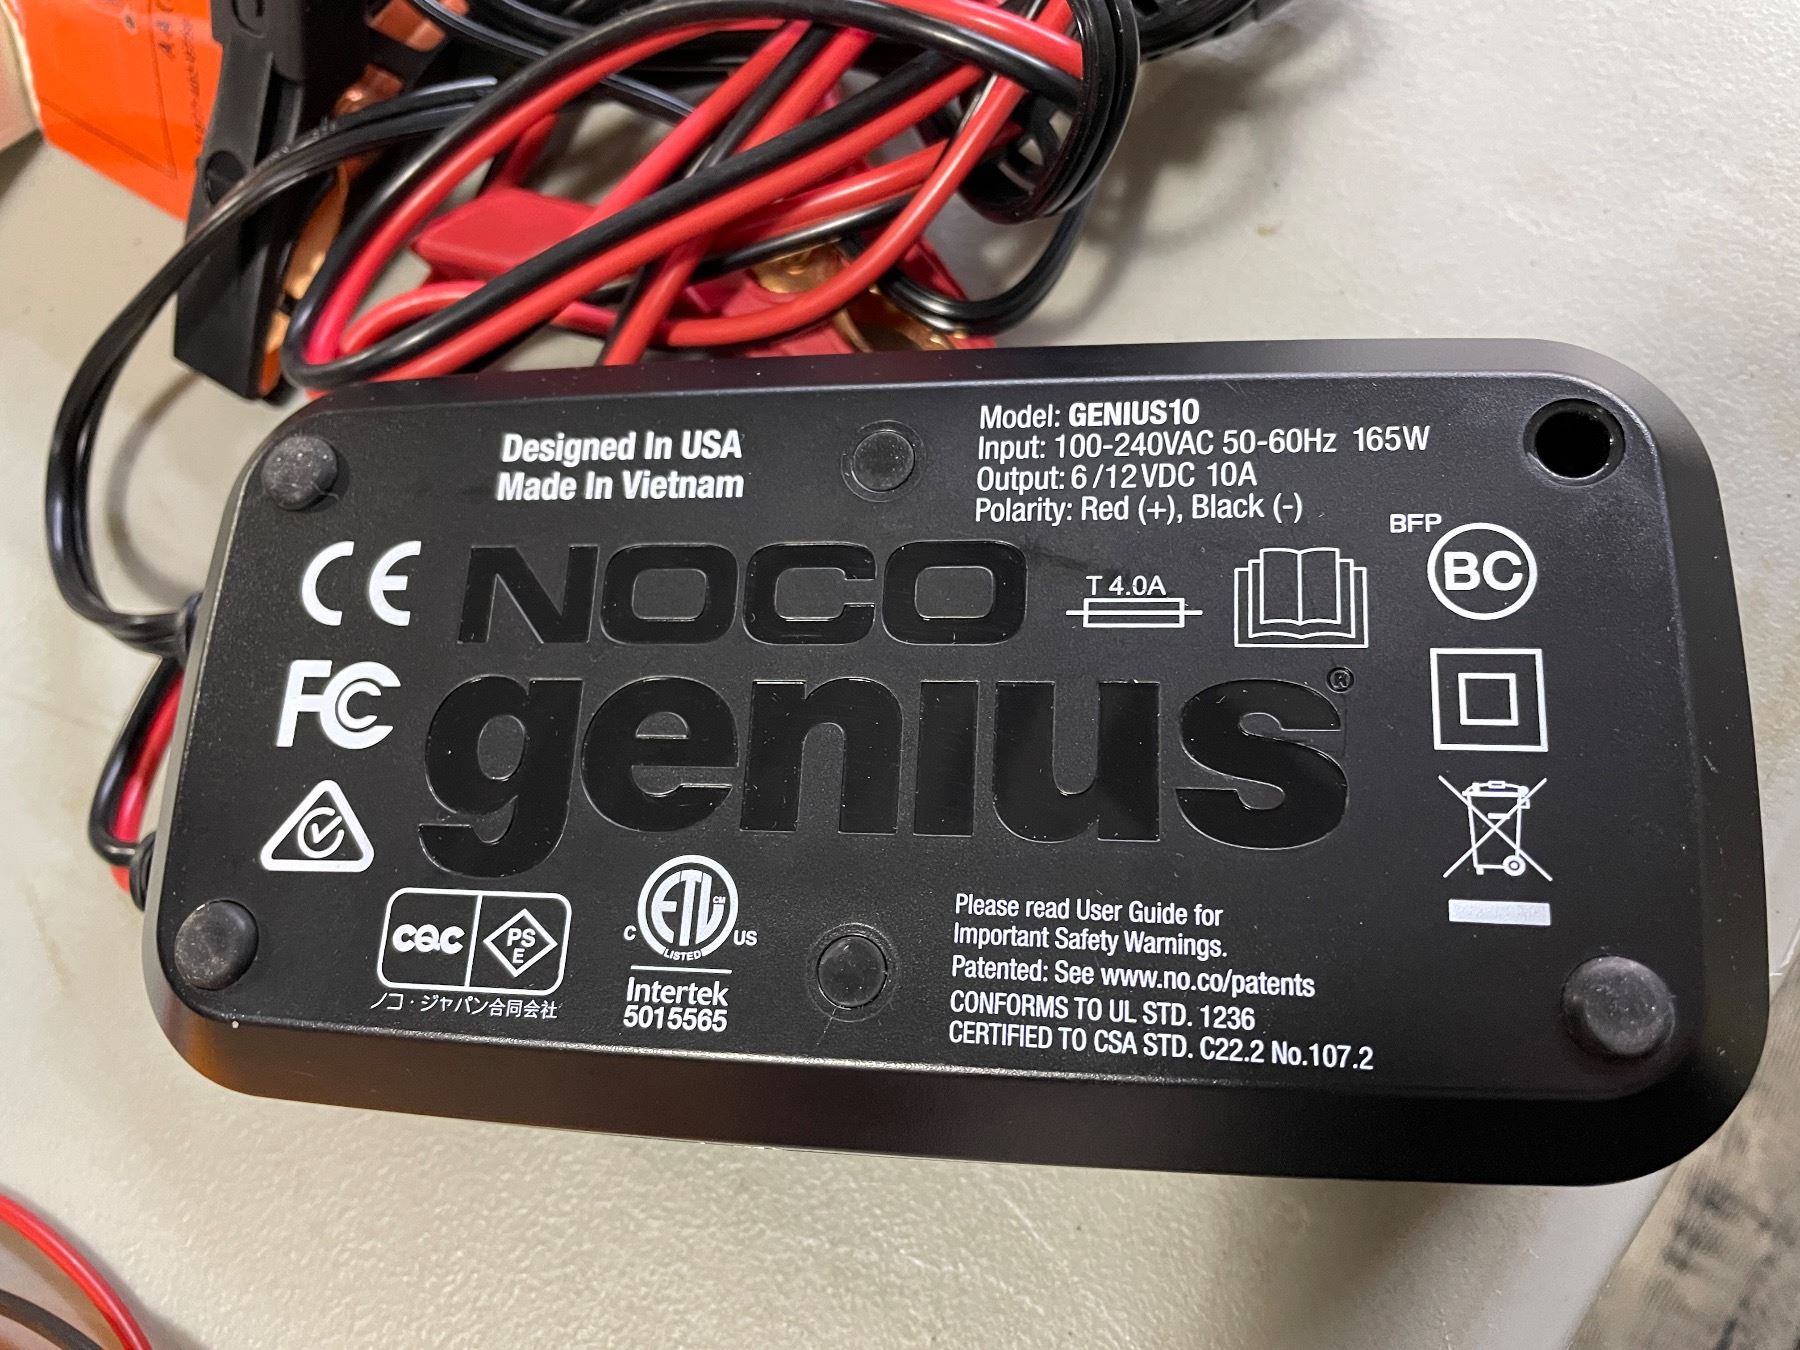 Designed In USA
Made In Vietnam
Model: GENIUS10
Input: 100-240VAC 50-60Hz 165W
Output: 6/12VDC 10A
Polarity: Red (+), Black (-)
BFP
BC
CE
NOCO
T 4.0A
FC
genius®
CQC
PS
E
ノコ・ジャパン合同会社
ETL CM
C US
LISTED
Intertek
5015565
Please read User Guide for
Important Safety Warnings.
Patented: See www.no.co/patents
CONFORMS TO UL STD. 1236
CERTIFIED TO CSA STD. C22.2 No.107.2